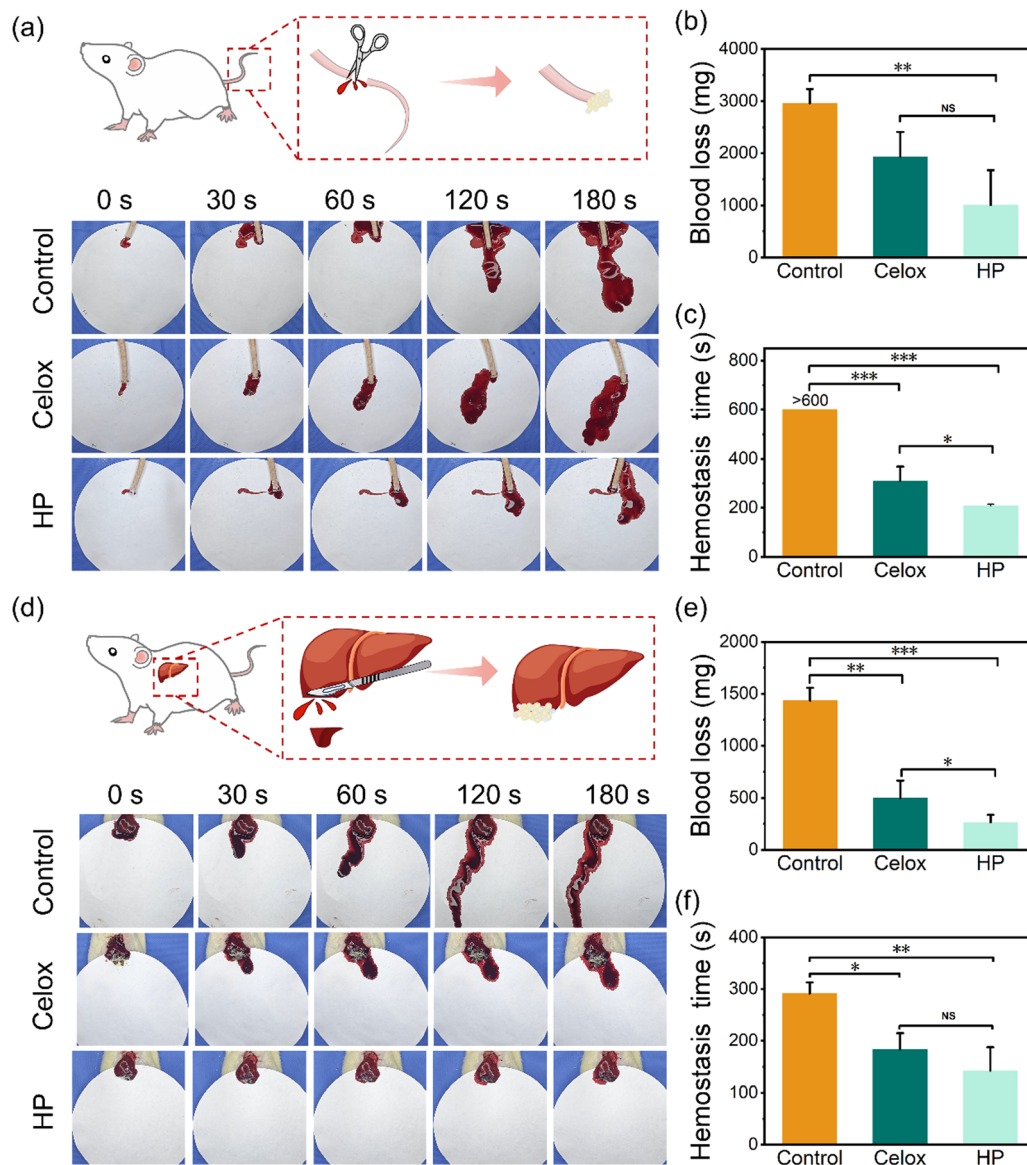 (a)
0 s 30 s 60 s 120 s 180 s
Control
Celox
HP
(b)
Blood loss (mg)
4000
3000
2000
1000
0
**
NS
Control Celox HP
(c)
Hemostasis time (s)
800
600
400
200
0
>600
***
***
*
Control Celox HP
(d)
0 s 30 s 60 s 120 s 180 s
Control
Celox
HP
(e)
Blood loss (mg)
2000
1500
1000
500
0
***
**
*
Control Celox HP
(f)
Hemostasis time (s)
400
300
200
100
0
**
*
NS
Control Celox HP